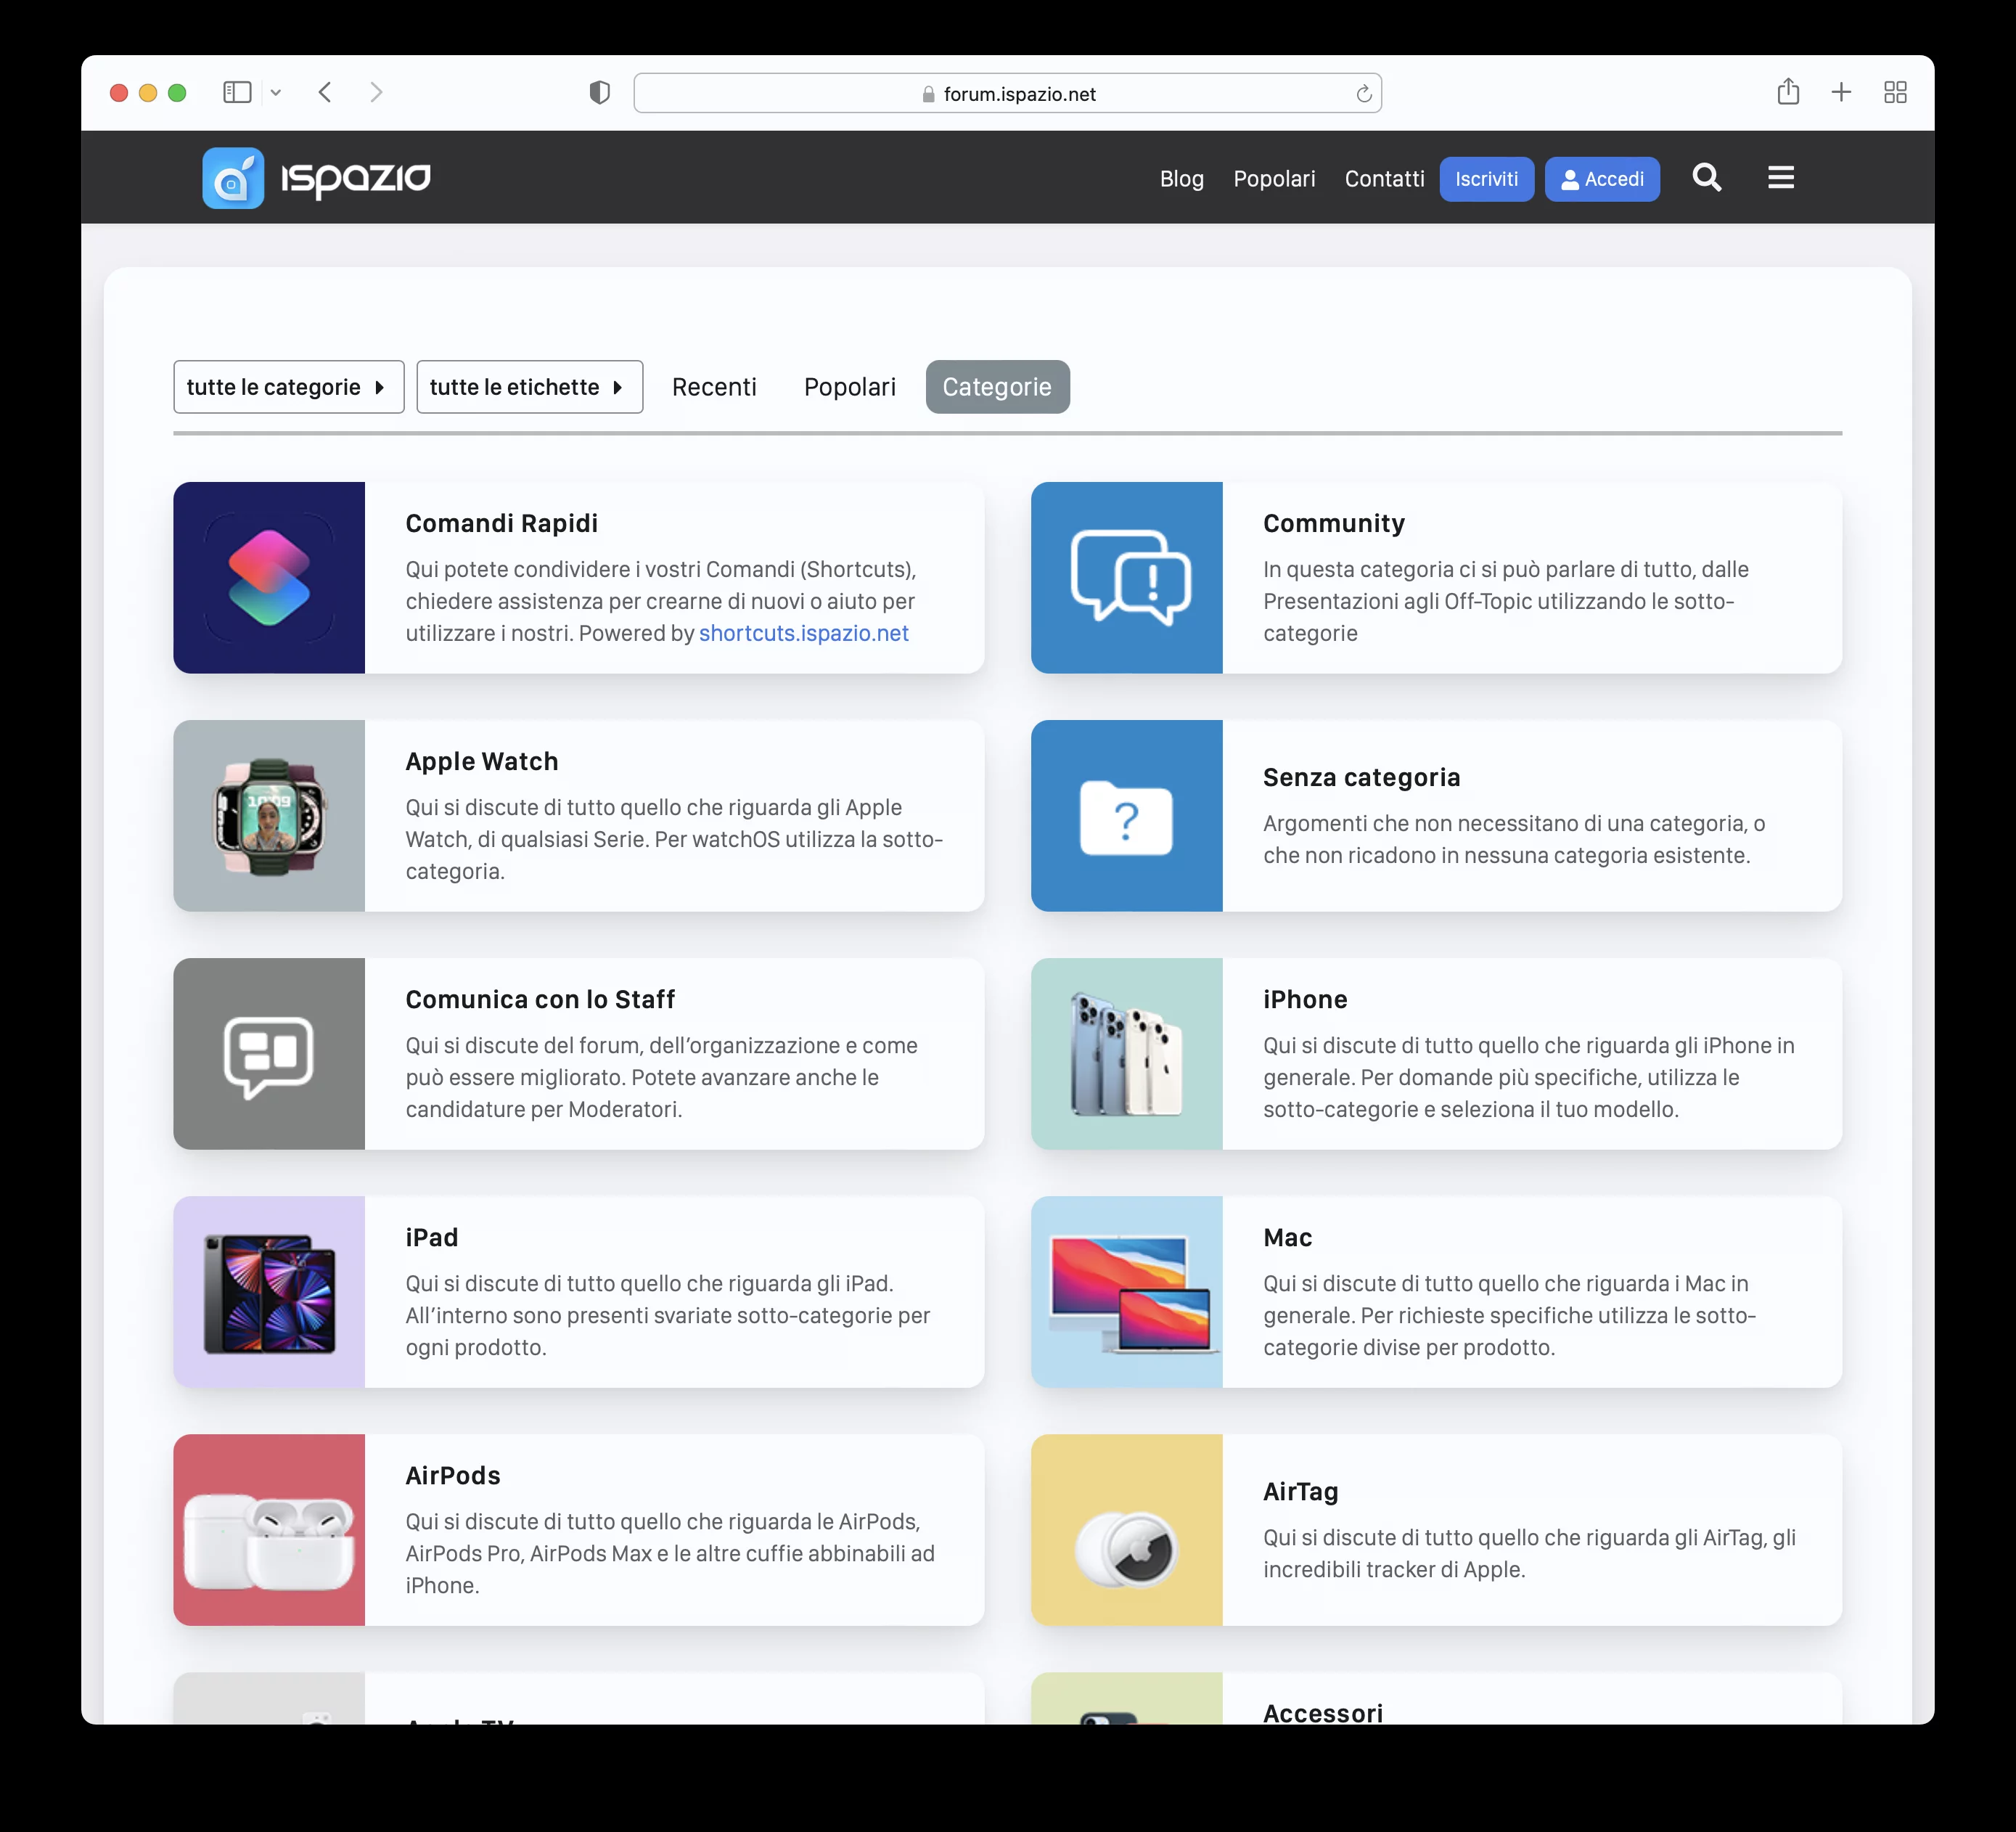 forum.ispazio.net
ispazio
Blog Popolari Contatti Iscriviti Accedi
tutte le categorie tutte le etichette Recenti Popolari Categorie
Comandi Rapidi
Qui potete condividere i vostri Comandi (Shortcuts),
chiedere assistenza per crearne di nuovi o aiuto per
utilizzare i nostri. Powered by shortcuts.ispazio.net
Community
In questa categoria ci si può parlare di tutto, dalle
Presentazioni agli Off-Topic utilizzando le sotto-
categorie
Apple Watch
Qui si discute di tutto quello che riguarda gli Apple
Watch, di qualsiasi Serie. Per watchOS utilizza la sotto-
categoria.
10:09
Senza categoria
Argomenti che non necessitano di una categoria, o
che non ricadono in nessuna categoria esistente.
Comunica con lo Staff
Qui si discute del forum, dell’organizzazione e come
può essere migliorato. Potete avanzare anche le
candidature per Moderatori.
iPhone
Qui si discute di tutto quello che riguarda gli iPhone in
generale. Per domande più specifiche, utilizza le
sotto-categorie e seleziona il tuo modello.
iPad
Qui si discute di tutto quello che riguarda gli iPad.
All’interno sono presenti svariate sotto-categorie per
ogni prodotto.
Mac
Qui si discute di tutto quello che riguarda i Mac in
generale. Per richieste specifiche utilizza le sotto-
categorie divise per prodotto.
AirPods
Qui si discute di tutto quello che riguarda le AirPods,
AirPods Pro, AirPods Max e le altre cuffie abbinabili ad
iPhone.
AirTag
Qui si discute di tutto quello che riguarda gli AirTag, gli
incredibili tracker di Apple.
Apple TV
Accessori